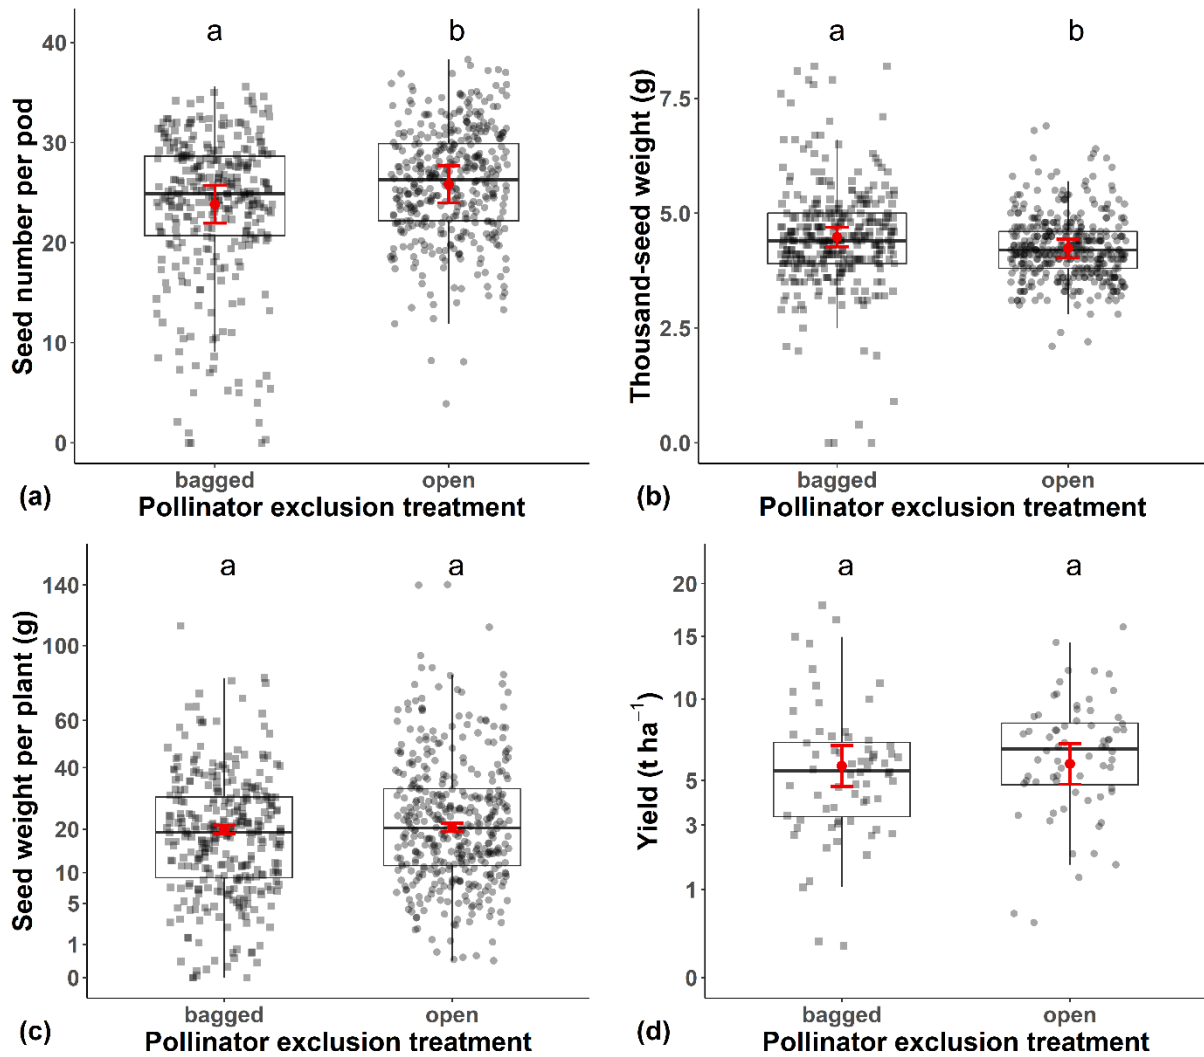 a b
Seed number per pod
40
30
20
10
0
bagged open
(a) Pollinator exclusion treatment
a b
Thousand-seed weight (g)
7.5
5.0
2.5
0.0
bagged open
(b) Pollinator exclusion treatment
a a
Seed weight per plant (g)
140
100
60
40
20
10
5
1
0
bagged open
(c) Pollinator exclusion treatment
a a
Yield (t ha⁻¹)
20
15
10
5
3
1
0
bagged open
(d) Pollinator exclusion treatment